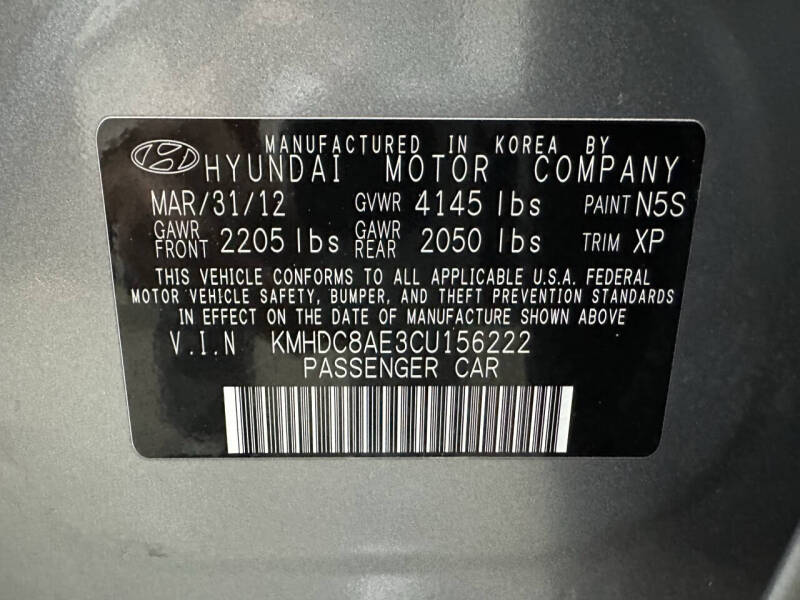 MANUFACTURED IN KOREA BY
HYUNDAI MOTOR COMPANY
MAR/31/12 GVWR 4145 lbs PAINT N5S
GAWR FRONT 2205 lbs GAWR REAR 2050 lbs TRIM XP
THIS VEHICLE CONFORMS TO ALL APPLICABLE U.S.A. FEDERAL
MOTOR VEHICLE SAFETY, BUMPER, AND THEFT PREVENTION STANDARDS
IN EFFECT ON THE DATE OF MANUFACTURE SHOWN ABOVE
V.I.N KMHDC8AE3CU156222
PASSENGER CAR